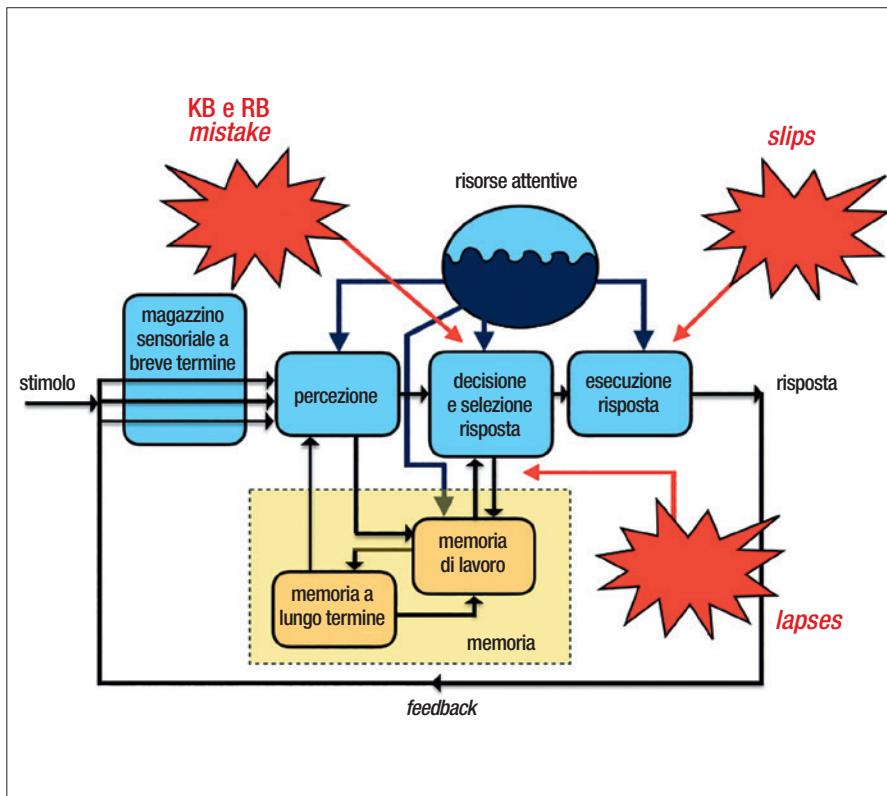 KB e RB
mistake
slips
risorse attentive
magazzino
sensoriale a
breve termine
stimolo
percezione
decisione
e selezione
risposta
esecuzione
risposta
risposta
memoria
di lavoro
memoria a
lungo termine
memoria
lapses
feedback